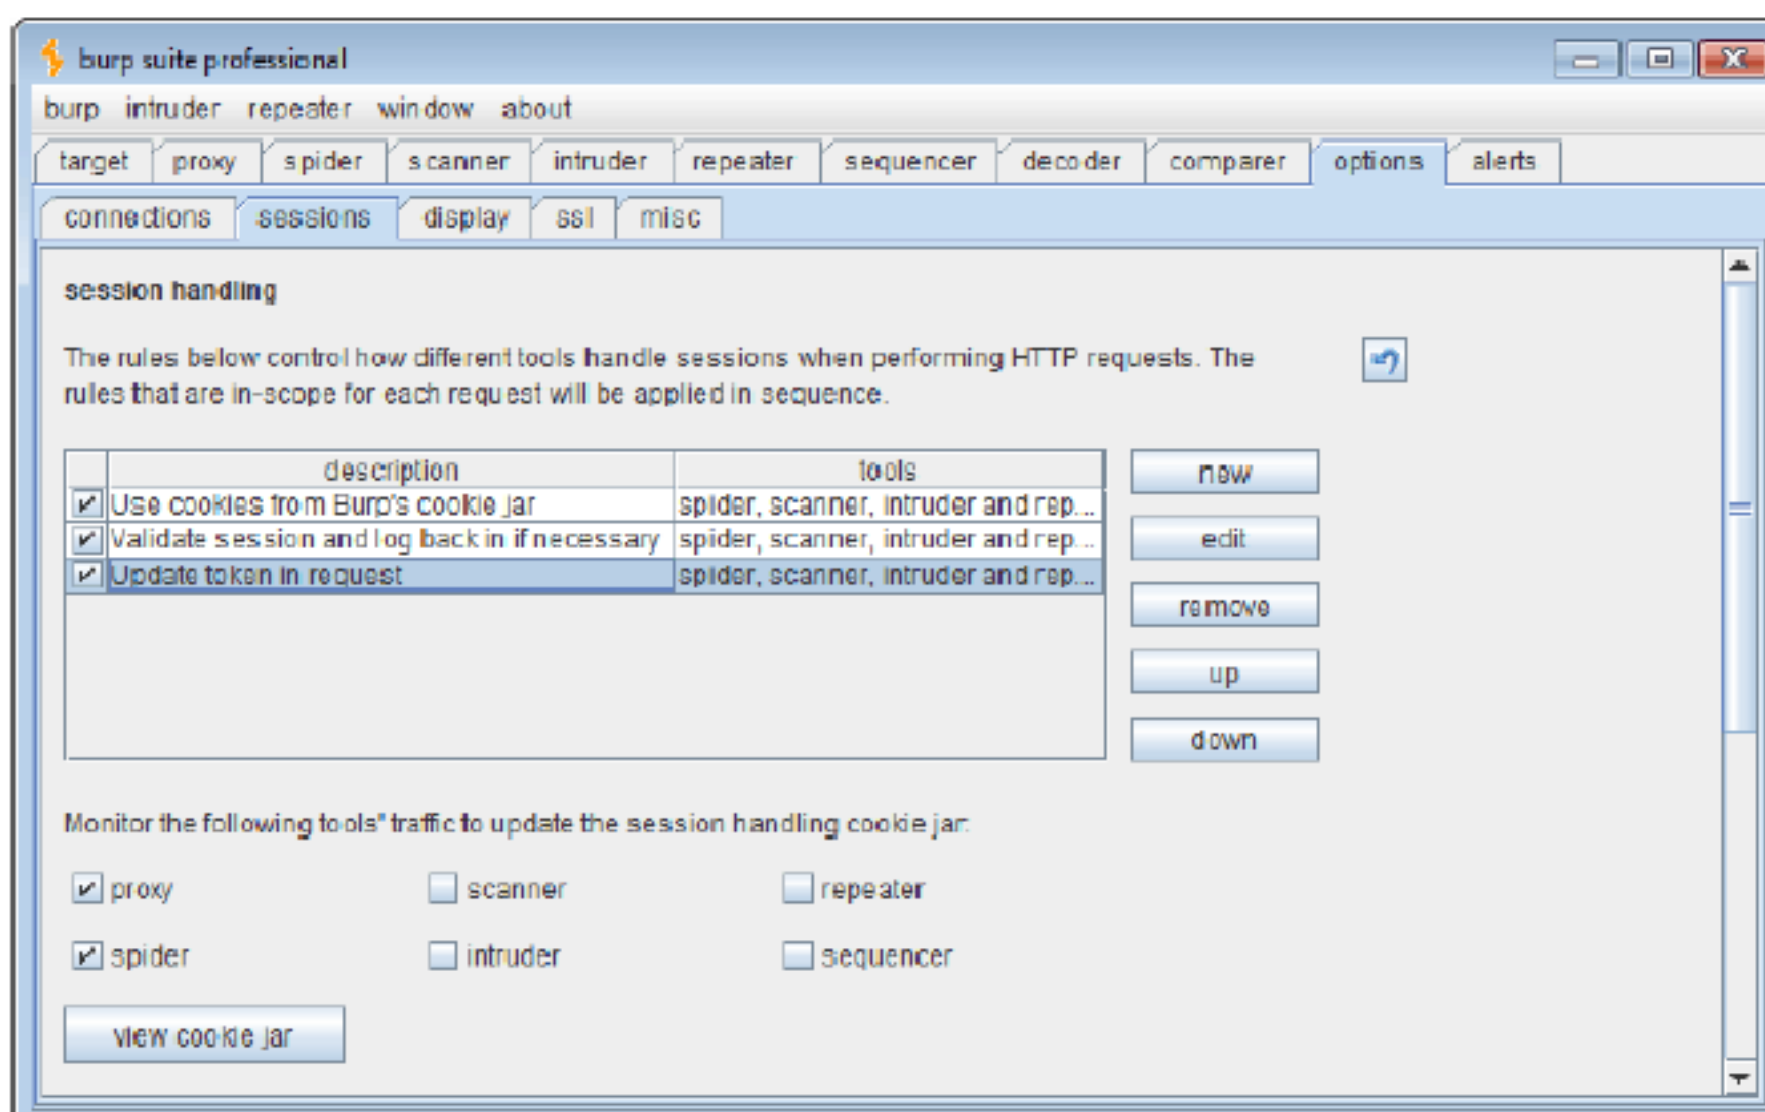 burp suite professional
burp intruder repeater window about
target proxy spider scanner intruder repeater sequencer decoder comparer options alerts
connections sessions display ssl misc
session handling
The rules below control how different tools handle sessions when performing HTTP requests. The
rules that are in-scope for each request will be applied in sequence.
description tools
Use cookies from Burp's cookie jar spider, scanner, intruder and rep...
Validate session and log back in if necessary spider, scanner, intruder and rep...
Update token in request spider, scanner, intruder and rep...
new
edit
remove
up
down
Monitor the following tools" traffic to update the session handling cookie jar:
proxy scanner repeater
spider intruder sequencer
view cookie jar